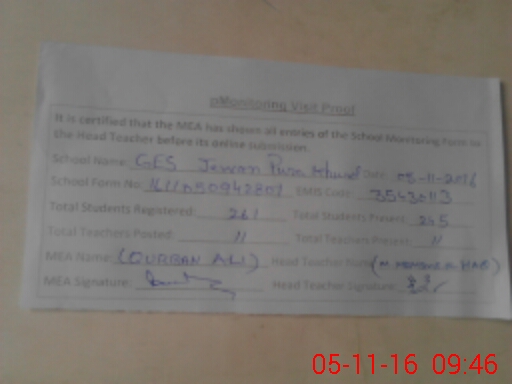 eMonitoring Visit Proof
It is certified that the MEA has shown all entries of the School Monitoring Form to
the Head Teacher before its online submission.
School Name: GES Jewan Pura Date: 05-11-2016
School Form No: EMIS Code: 35430113
Total Students Registered: 261 Total Students Present: 205
Total Teachers Posted: 11 Total Teachers Present: 11
MEA Name: (QURBAN ALI) Head Teacher Name
MEA Signature: Head Teacher Signature:
05-11-16 09:46